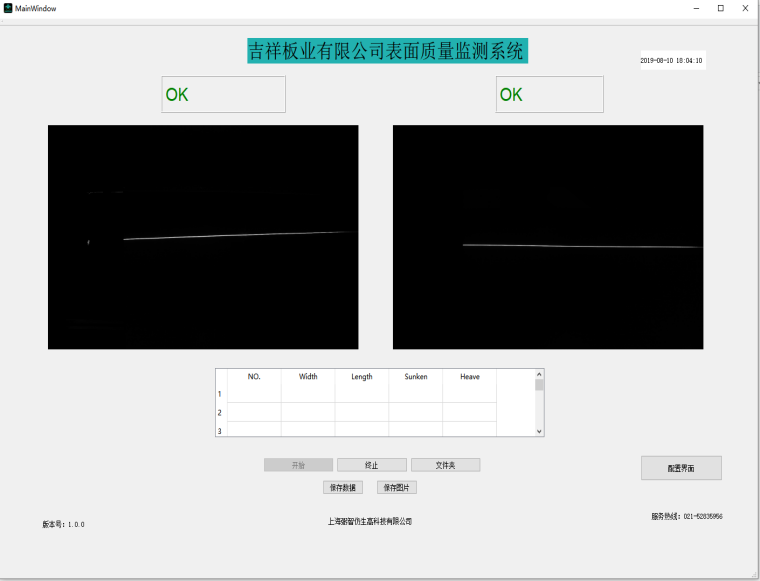 MainWindow
吉祥板业有限公司表面质量监测系统
2019-08-10 18:04:10
OK
OK
NO. Width Length Sunken Heave
1
2
3
开始 终止 文件夹
配置界面
保存数据 保存图片
服务热线：021-52835956
上海砺智仿生高科技有限公司
版本号：1.0.0